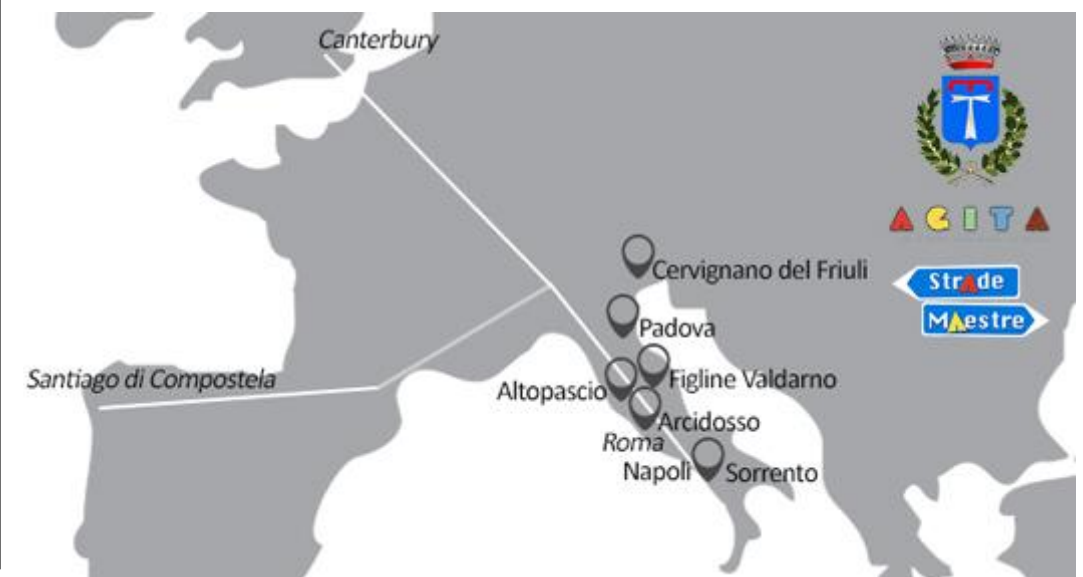 Canterbury
AGITA
Cervignano del Friuli
Strade
Maestre
Padova
Santiago di Compostela
Altopascio
Figline Valdarno
Arcidosso
Roma
Napoli
Sorrento